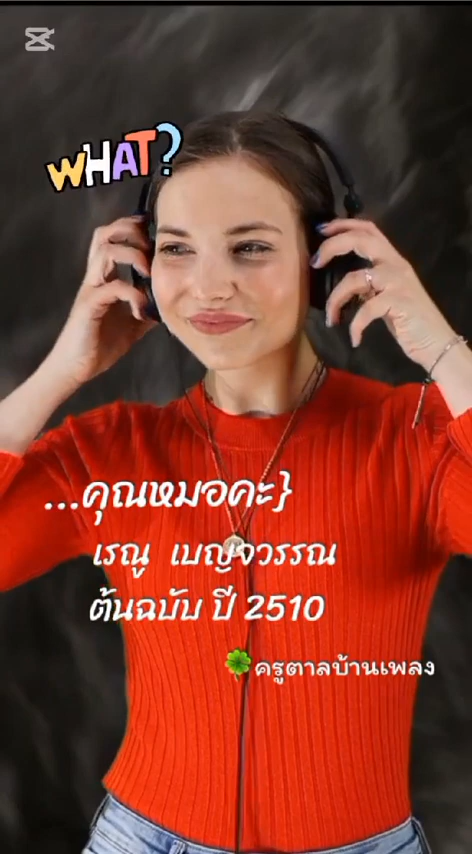 WHAT?
...คุณหมอคะ}
เรณู เบญจวรรณ
ต้นฉบับ ปี 2510
ครูตาลบ้านเพลง